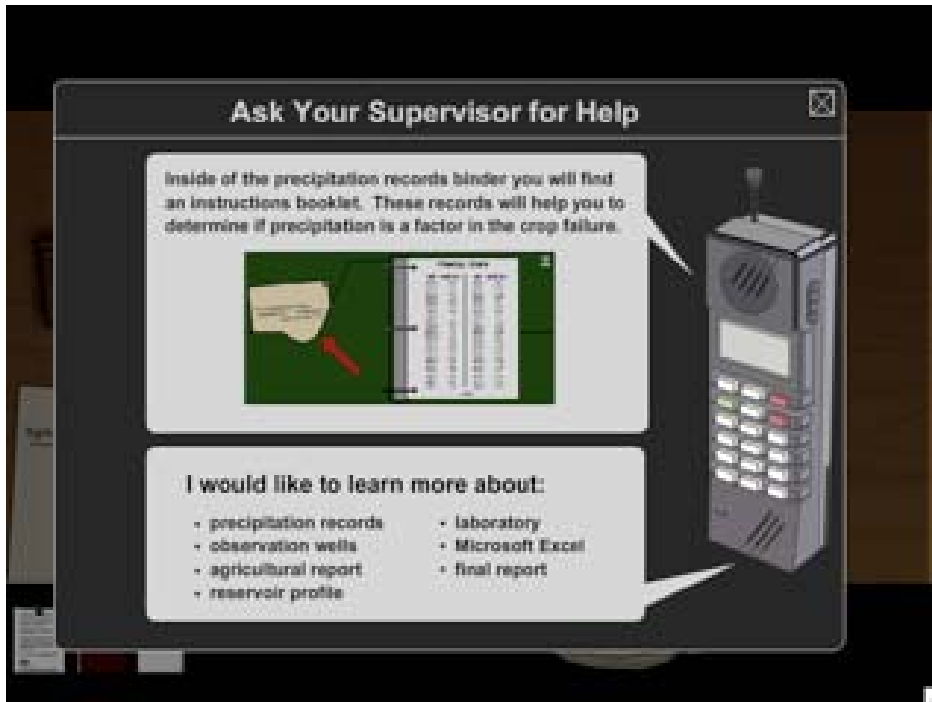 Ask Your Supervisor for Help
Inside of the precipitation records binder you will find
an instructions booklet. These records will help you to
determine if precipitation is a factor in the crop failure.
I would like to learn more about:
• precipitation records
• observation wells
• agricultural report
• reservoir profile
• laboratory
• Microsoft Excel
• final report